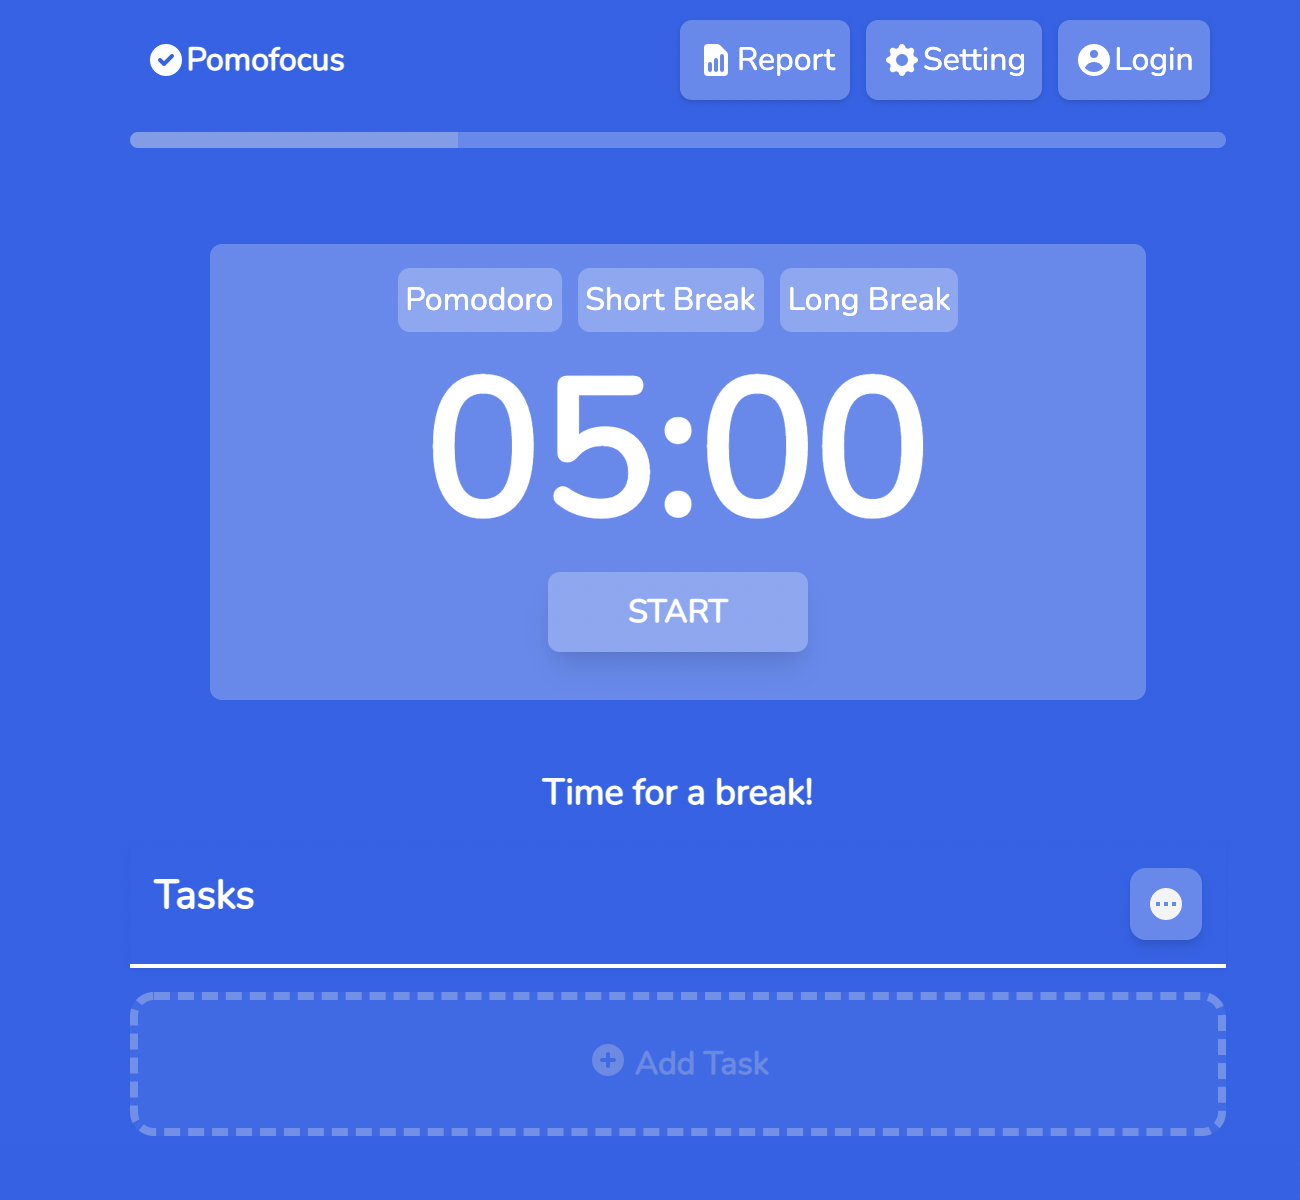 Pomofocus
Report
Setting
Login
Pomodoro
Short Break
Long Break
05:00
START
Time for a break!
Tasks
Add Task